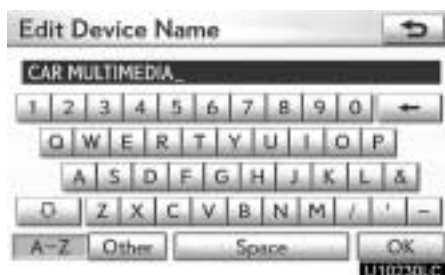 Edit Device Name
CAR MULTIMEDIA_
1 2 3 4 5 6 7 8 9 0 ←
Q W E R T Y U I O P
A S D F G H J K L &
Z X C V B N M / ' -
A-Z Other Space OK